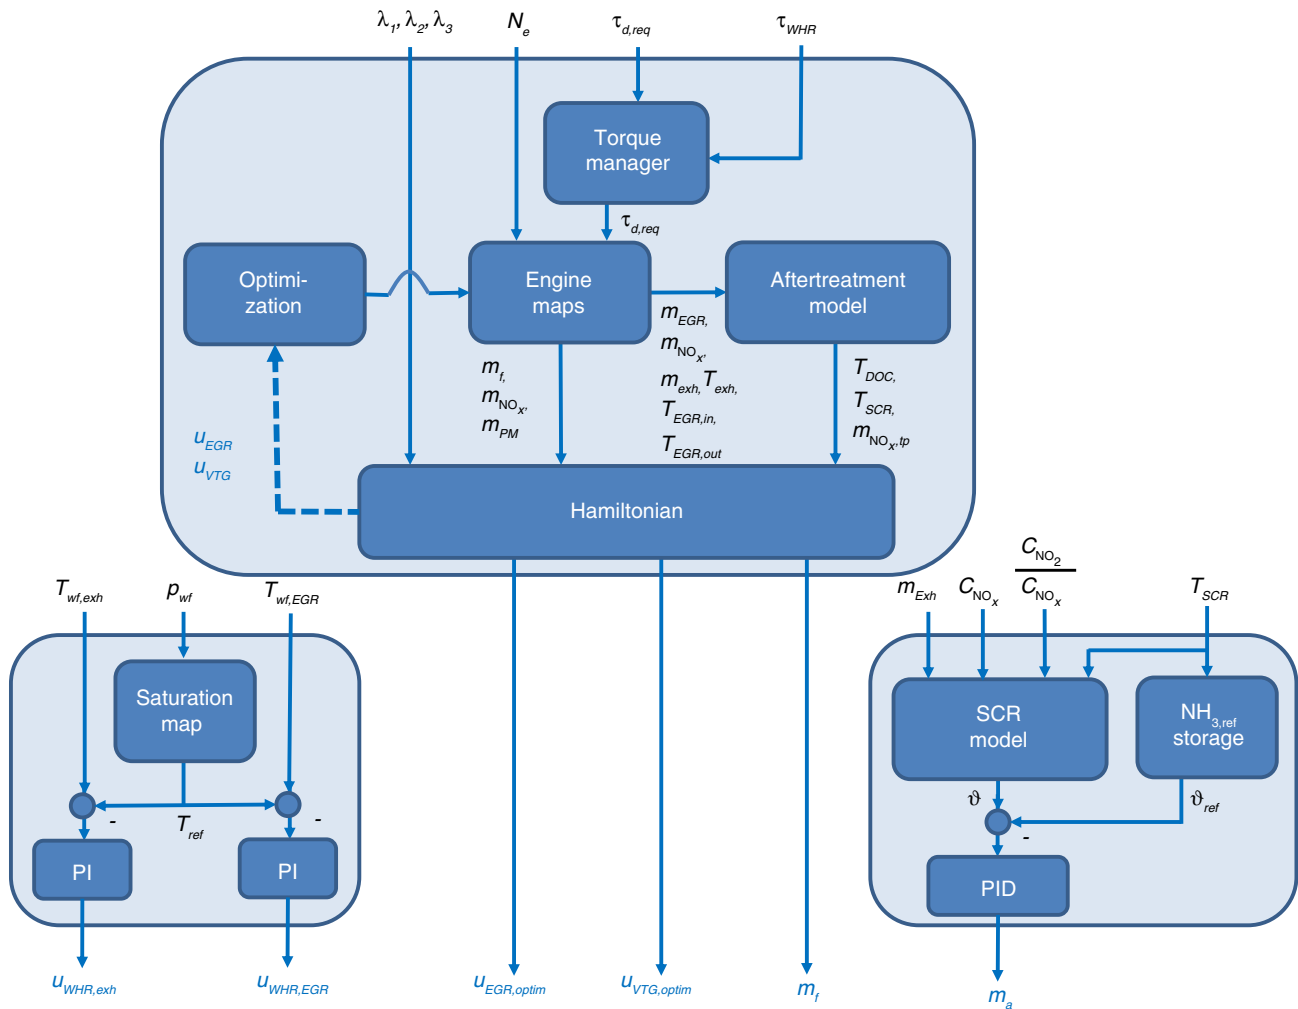 λ1, λ2, λ3
Ne
τd,req
τWHR
Torque
manager
τd,req
Optimi-
zation
Engine
maps
Aftertreatment
model
mf,
mNOx,
mPM
mEGR,
mNOx,
mexh, Texh,
TEGR,in,
TEGR,out
TDOC,
TSCR,
mNOx,tp
uEGR
uVTG
Hamiltonian
Twf,exh
pwf
Twf,EGR
Saturation
map
-
Tref
-
PI
PI
uWHR,exh
uWHR,EGR
uEGR,optim
uVTG,optim
mf
mExh
CNOx
CNO2
CNOx
TSCR
SCR
model
NH3,ref
storage
ϑ
ϑref
-
PID
ma